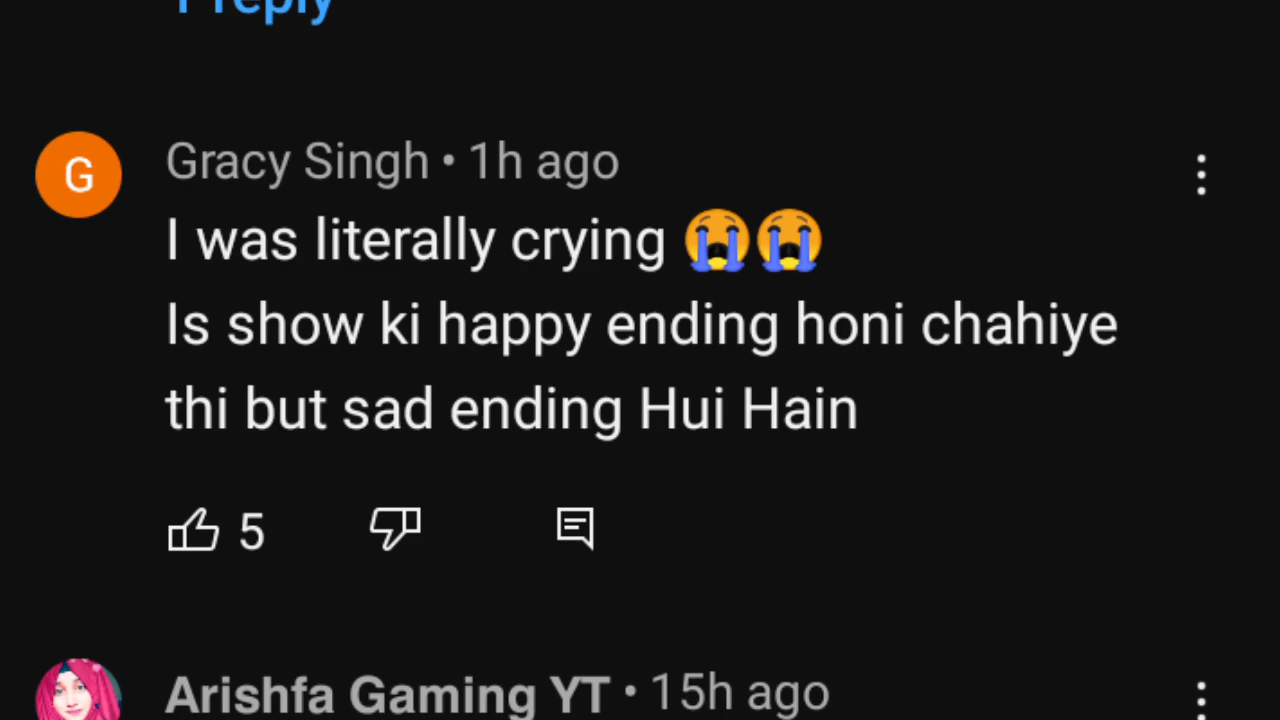 1 reply
G
Gracy Singh • 1h ago
I was literally crying 😭😭
Is show ki happy ending honi chahiye
thi but sad ending Hui Hain
5
Arishfa Gaming YT • 15h ago